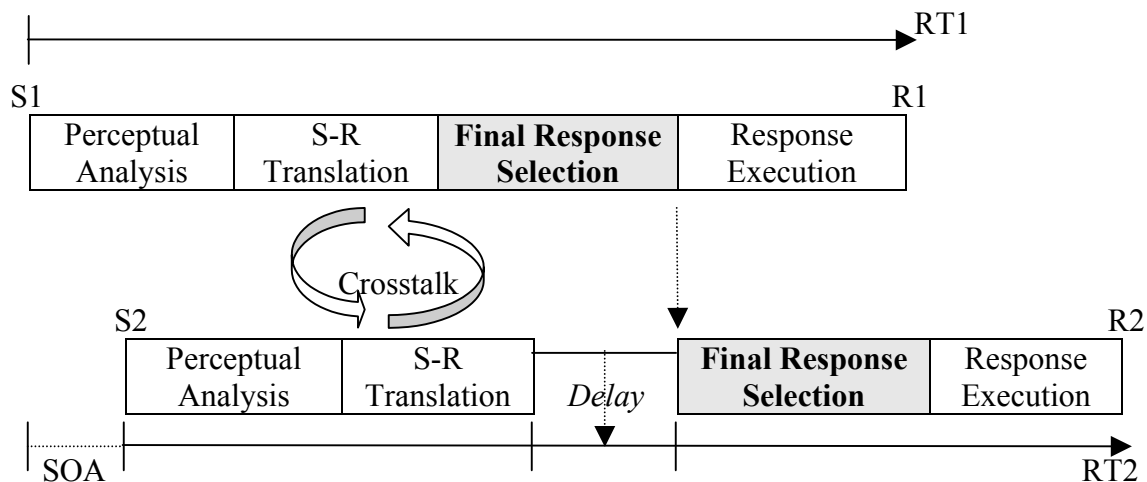 RT1
S1
R1
Perceptual Analysis
S-R Translation
Final Response Selection
Response Execution
Crosstalk
S2
R2
Perceptual Analysis
S-R Translation
Delay
Final Response Selection
Response Execution
SOA
RT2